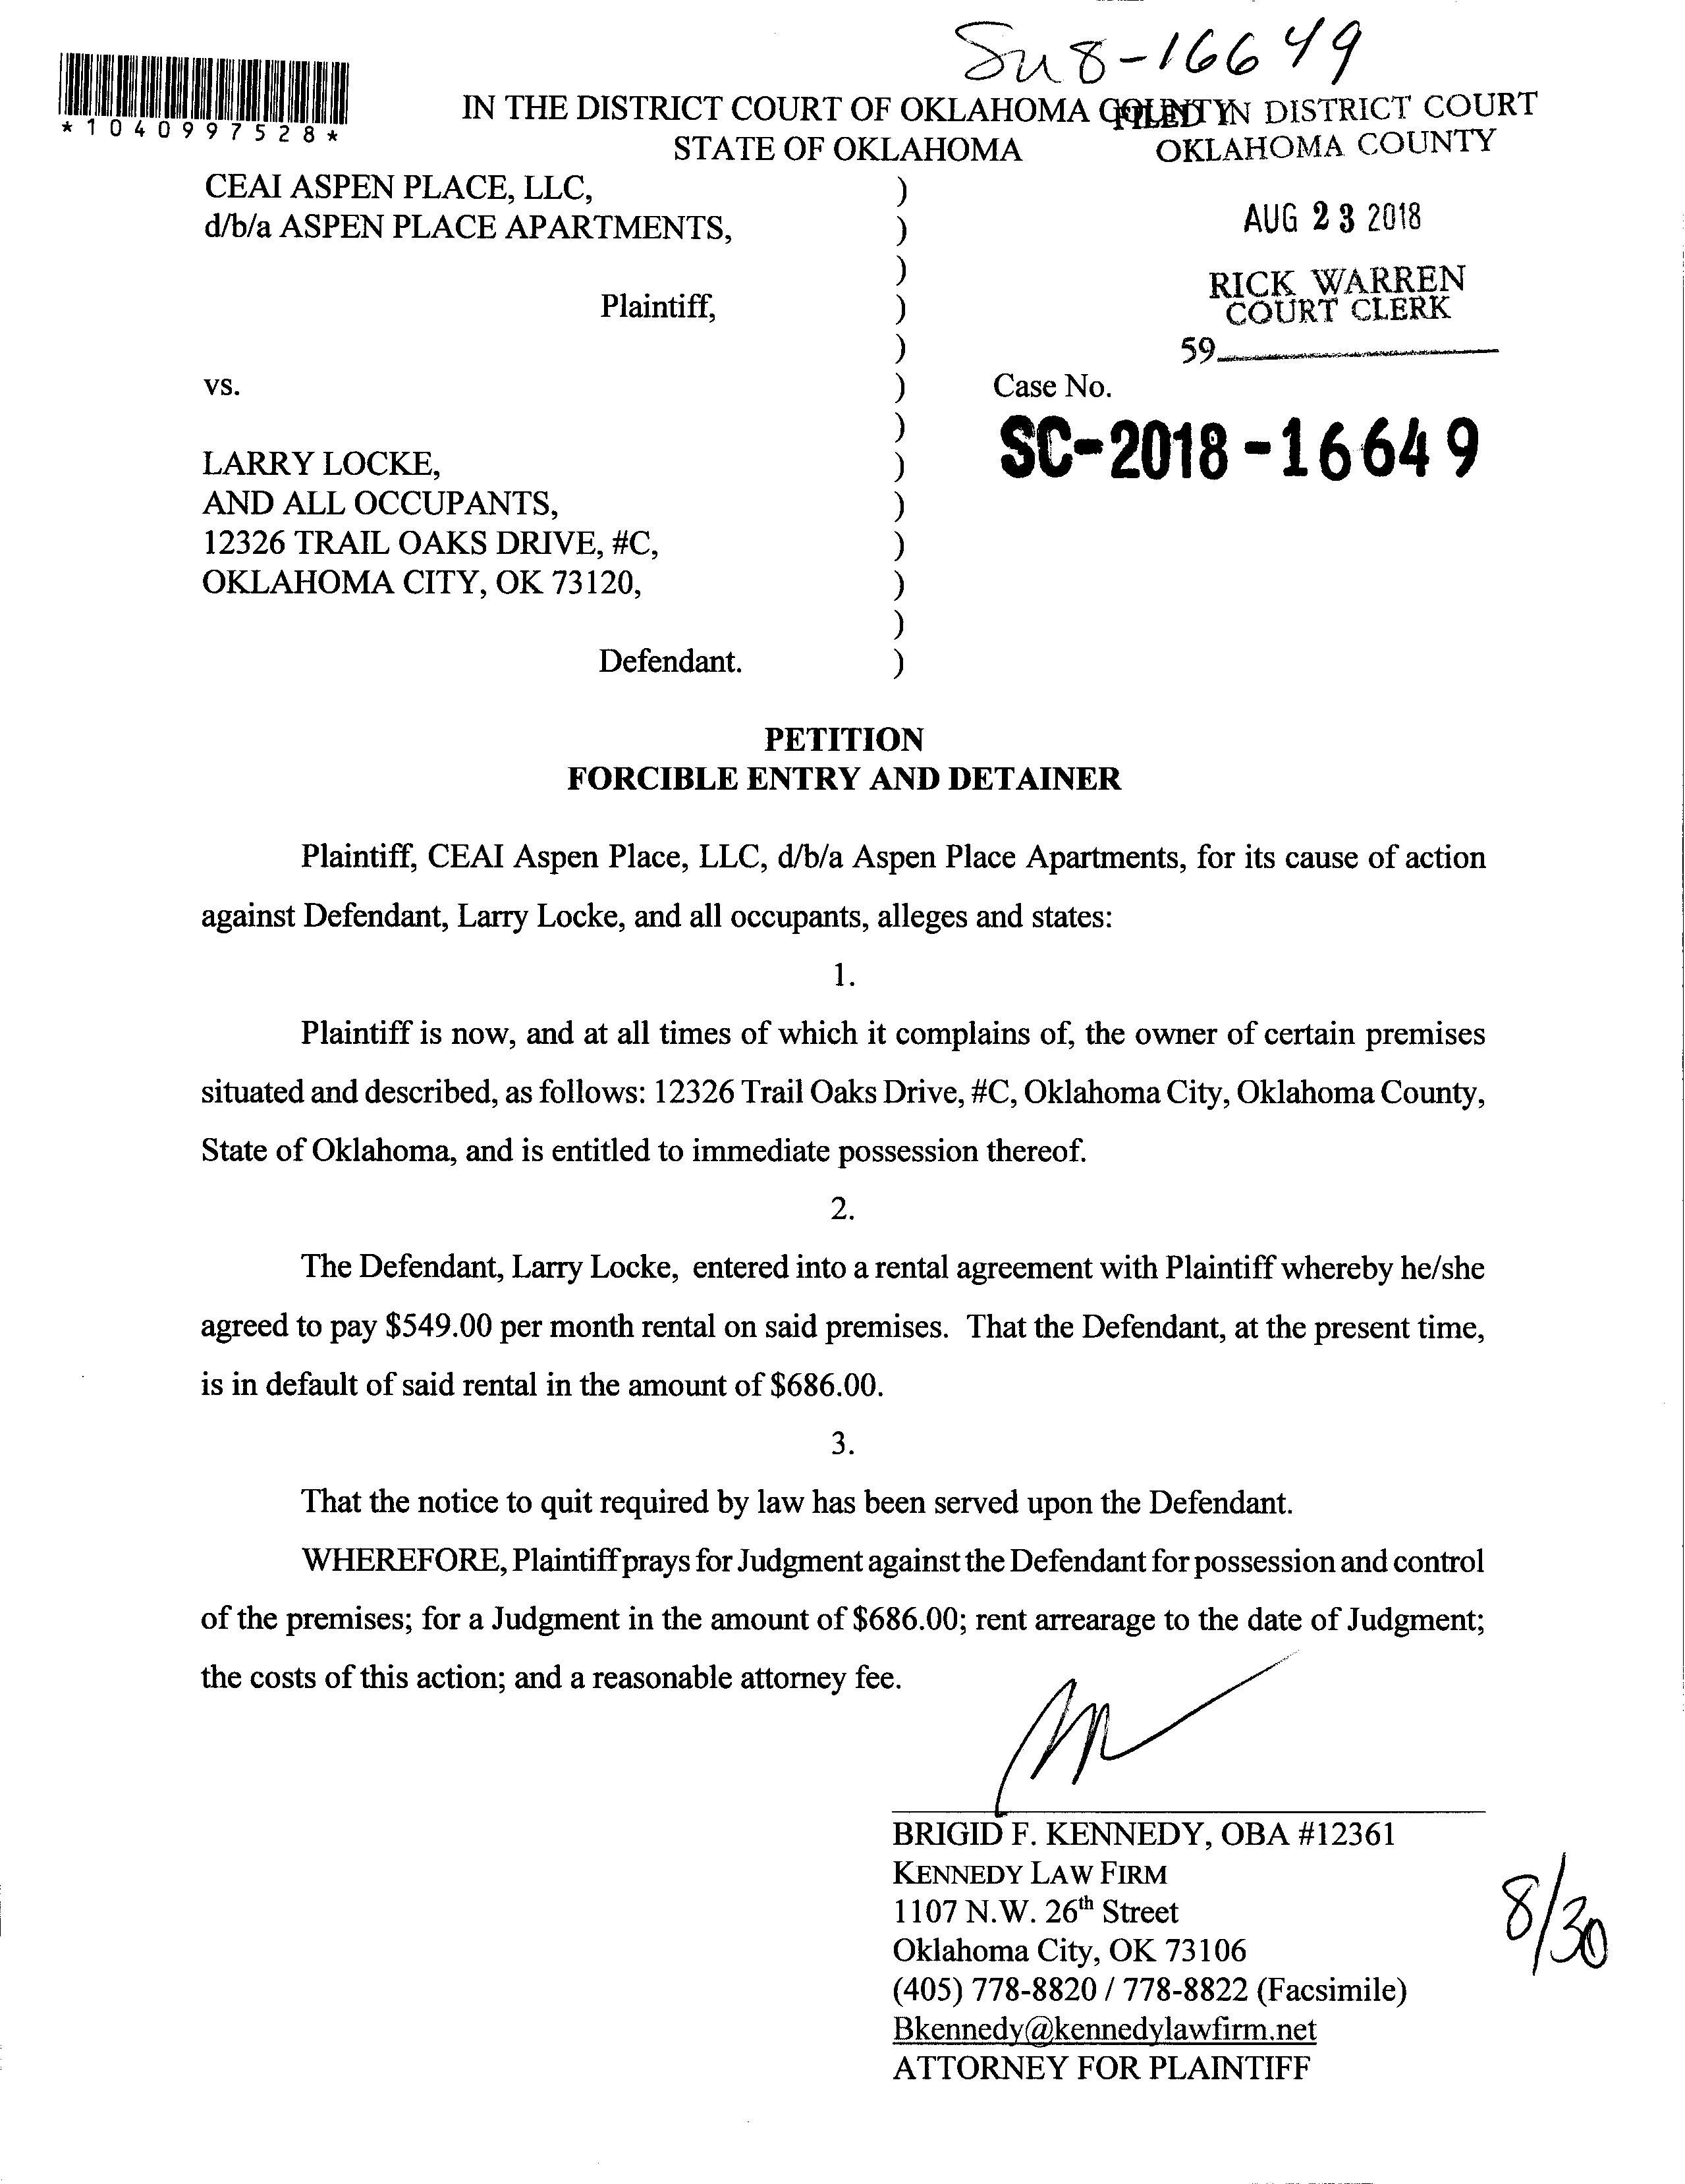 Su8-16649
*1040997528*
IN THE DISTRICT COURT OF OKLAHOMA COUNTY
FILED IN DISTRICT COURT
STATE OF OKLAHOMA
OKLAHOMA COUNTY
CEAI ASPEN PLACE, LLC, )
d/b/a ASPEN PLACE APARTMENTS, )
AUG 23 2018
)
Plaintiff, )
RICK WARREN
COURT CLERK
)
59
vs. ) Case No.
)
SC-2018-16649
LARRY LOCKE, )
AND ALL OCCUPANTS, )
12326 TRAIL OAKS DRIVE, #C, )
OKLAHOMA CITY, OK 73120, )
)
Defendant. )
PETITION
FORCIBLE ENTRY AND DETAINER
Plaintiff, CEAI Aspen Place, LLC, d/b/a Aspen Place Apartments, for its cause of action
against Defendant, Larry Locke, and all occupants, alleges and states:
1.
Plaintiff is now, and at all times of which it complains of, the owner of certain premises
situated and described, as follows: 12326 Trail Oaks Drive, #C, Oklahoma City, Oklahoma County,
State of Oklahoma, and is entitled to immediate possession thereof.
2.
The Defendant, Larry Locke, entered into a rental agreement with Plaintiff whereby he/she
agreed to pay $549.00 per month rental on said premises. That the Defendant, at the present time,
is in default of said rental in the amount of $686.00.
3.
That the notice to quit required by law has been served upon the Defendant.
WHEREFORE, Plaintiff prays for Judgment against the Defendant for possession and control
of the premises; for a Judgment in the amount of $686.00; rent arrearage to the date of Judgment;
the costs of this action; and a reasonable attorney fee.
BRIGID F. KENNEDY, OBA #12361
KENNEDY LAW FIRM
1107 N.W. 26th Street
Oklahoma City, OK 73106
(405) 778-8820 / 778-8822 (Facsimile)
Bkennedy@kennedylawfirm.net
ATTORNEY FOR PLAINTIFF
8/30